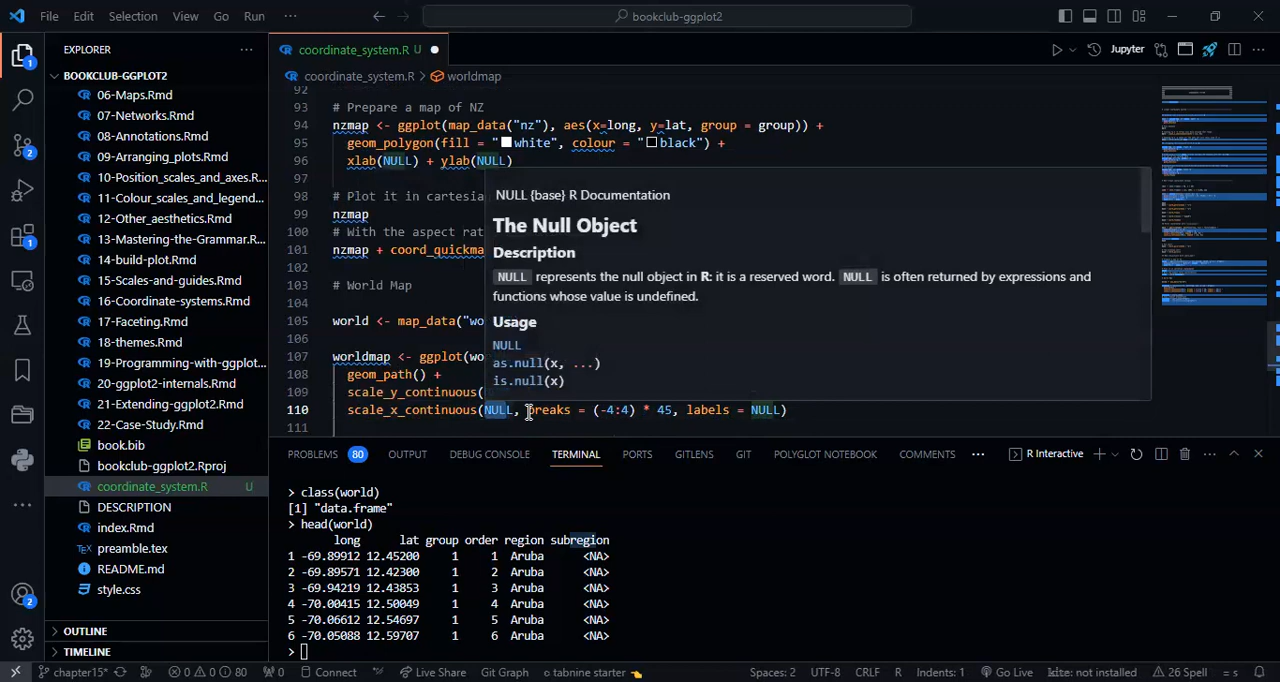 File Edit Selection View Go Run ··· bookclub-ggplot2
EXPLORER ···
BOOKCLUB-GGPLOT2
06-Maps.Rmd
07-Networks.Rmd
08-Annotations.Rmd
09-Arranging_plots.Rmd
10-Position_scales_and_axes.R...
11-Colour_scales_and_legend...
12-Other_aesthetics.Rmd
13-Mastering-the-Grammar.Rd...
14-build-plot.Rmd
15-Scales-and-guides.Rmd
16-Coordinate-systems.Rmd
17-Faceting.Rmd
18-themes.Rmd
19-Programming-with-ggplot...
20-ggplot2-internals.Rmd
21-Extending-ggplot2.Rmd
22-Case-Study.Rmd
book.bib
bookclub-ggplot2.Rproj
coordinate_system.R U
DESCRIPTION
index.Rmd
preamble.tex
README.md
style.css
OUTLINE
TIMELINE
1
2
1
2
coordinate_system.R U
Jupyter ···
coordinate_system.R > worldmap
92
93 # Prepare a map of NZ
94 nzmap <- ggplot(map_data("nz"), aes(x=long, y=lat, group = group)) +
95 geom_polygon(fill = "white", colour = "black") +
96 xlab(NULL) + ylab(NULL)
97
98 # Plot it in cartesia
99 nzmap
100 # With the aspect rat
101 nzmap + coord_quickma
102
103 # World Map
104
105 world <- map_data("wo
106
107 worldmap <- ggplot(wo
108 geom_path() +
109 scale_y_continuous(
110 scale_x_continuous(NULL, breaks = (-4:4) * 45, labels = NULL)
111
NULL {base} R Documentation
The Null Object
Description
NULL represents the null object in R: it is a reserved word. NULL is often returned by expressions and
functions whose value is undefined.
Usage
NULL
as.null(x, ...)
is.null(x)
PROBLEMS 80 OUTPUT DEBUG CONSOLE TERMINAL PORTS GITLENS GIT POLYGLOT NOTEBOOK COMMENTS ··· R Interactive
> class(world)
[1] "data.frame"
> head(world)
long lat group order region subregion
1 -69.89912 12.45200 1 1 Aruba <NA>
2 -69.89571 12.42300 1 2 Aruba <NA>
3 -69.94219 12.43853 1 3 Aruba <NA>
4 -70.00415 12.50049 1 4 Aruba <NA>
5 -70.06612 12.54697 1 5 Aruba <NA>
6 -70.05088 12.59707 1 6 Aruba <NA>
>
chapter15* 0 0 80 0 Connect Live Share Git Graph tabnine starter Spaces: 2 UTF-8 CRLF R Indents: 1 Go Live kite: not installed 26 Spell = s